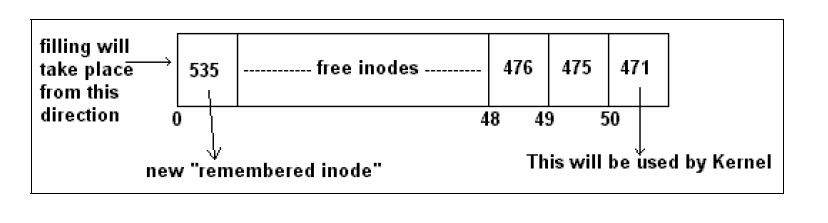 filling will
take place
from this
direction
535 ------------ free inodes ---------- 476 475 471
0 48 49 50
new "remembered inode"
This will be used by Kernel